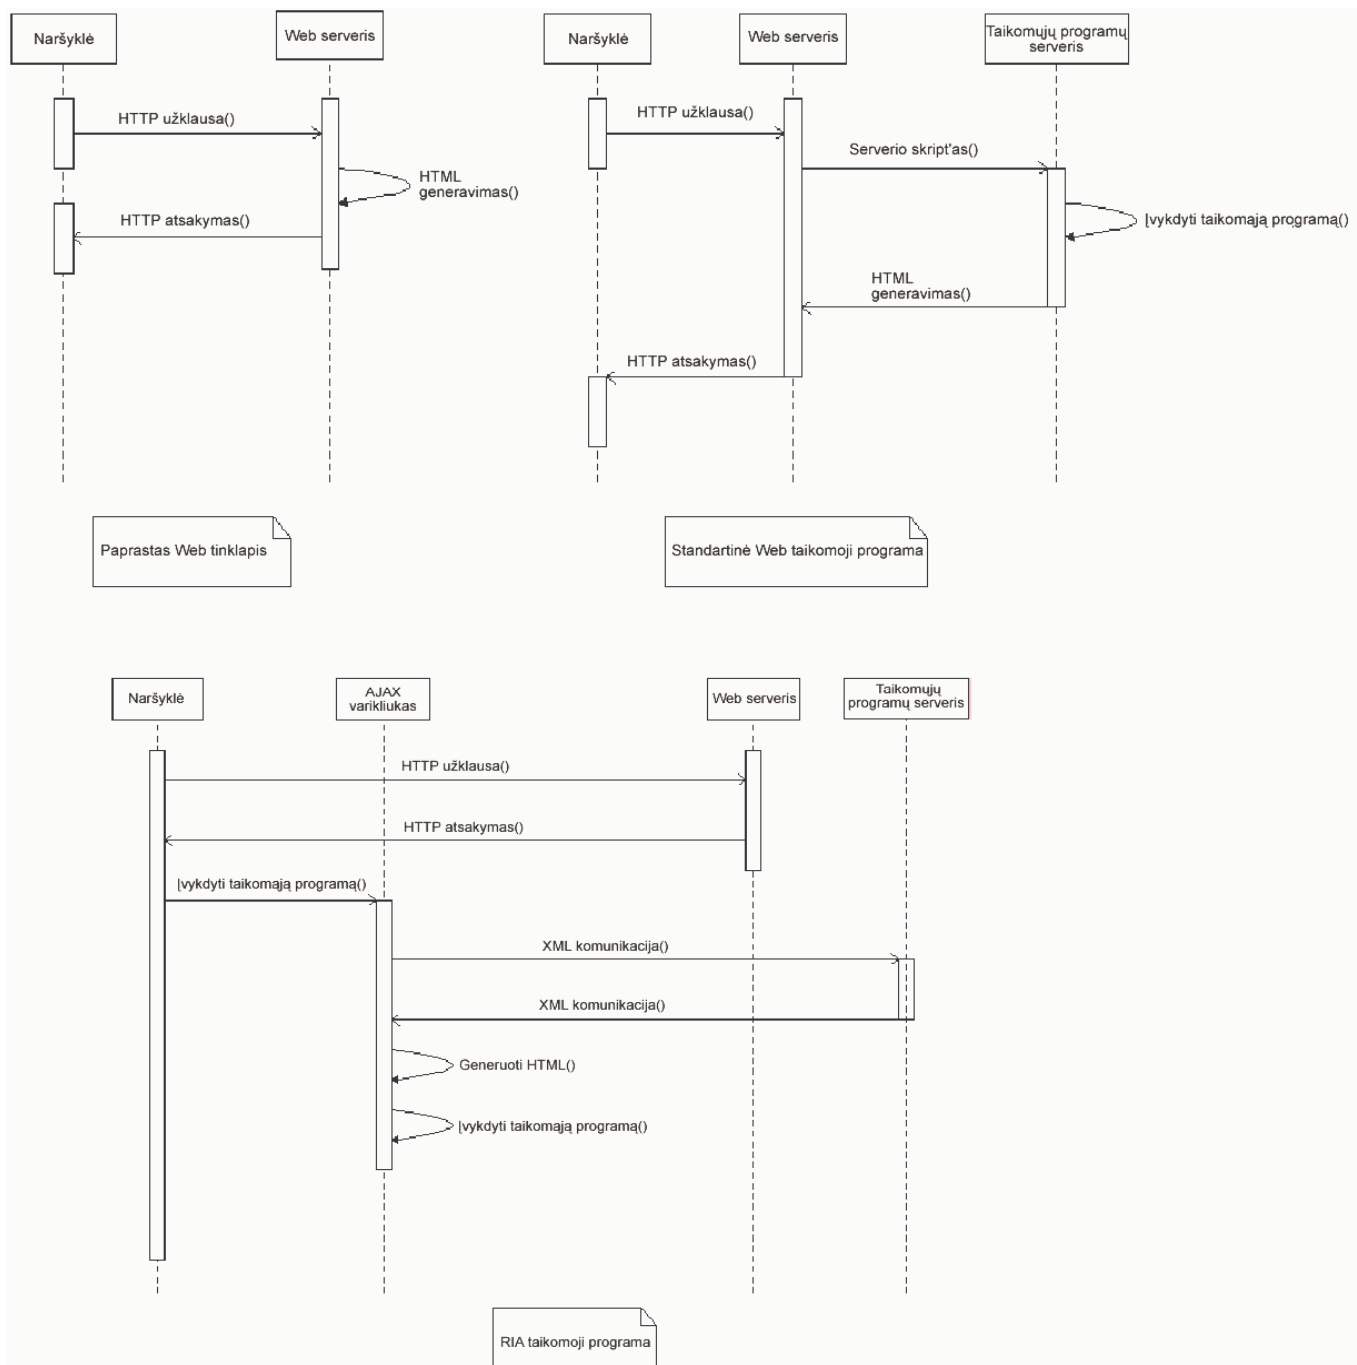 Naršyklė
Web serveris
HTTP užklausa()
HTML
generavimas()
HTTP atsakymas()
Paprastas Web tinklapis
Naršyklė
Web serveris
Taikomųjų programų
serveris
HTTP užklausa()
Serverio skript'as()
Įvykdyti taikomąją programą()
HTML
generavimas()
HTTP atsakymas()
Standartinė Web taikomoji programa
Naršyklė
AJAX
varikliukas
Web serveris
Taikomųjų
programų serveris
HTTP užklausa()
HTTP atsakymas()
Įvykdyti taikomąją programą()
XML komunikacija()
XML komunikacija()
Generuoti HTML()
Įvykdyti taikomąją programą()
RIA taikomoji programa